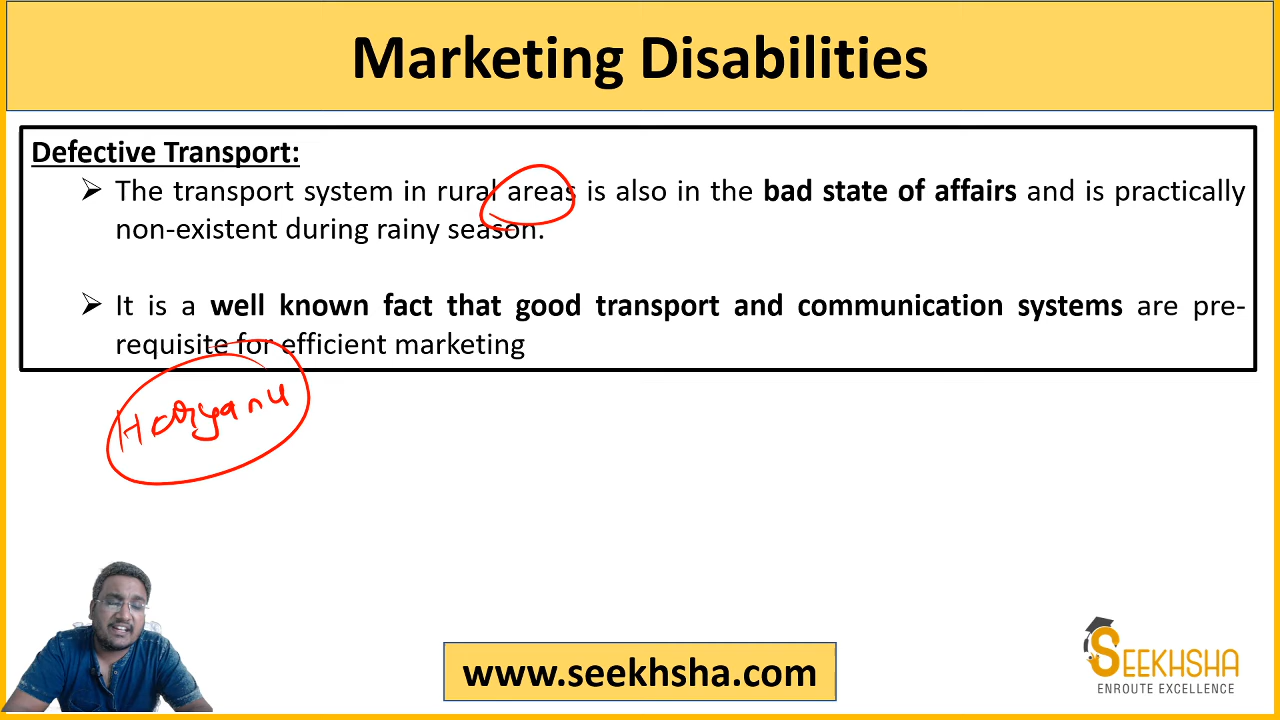 Marketing Disabilities
Defective Transport:
➢ The transport system in rural areas is also in the bad state of affairs and is practically
non-existent during rainy season.
➢ It is a well known fact that good transport and communication systems are pre-
requisite for efficient marketing
Haryana
www.seekhsha.com
SEEKHSHA
ENROUTE EXCELLENCE